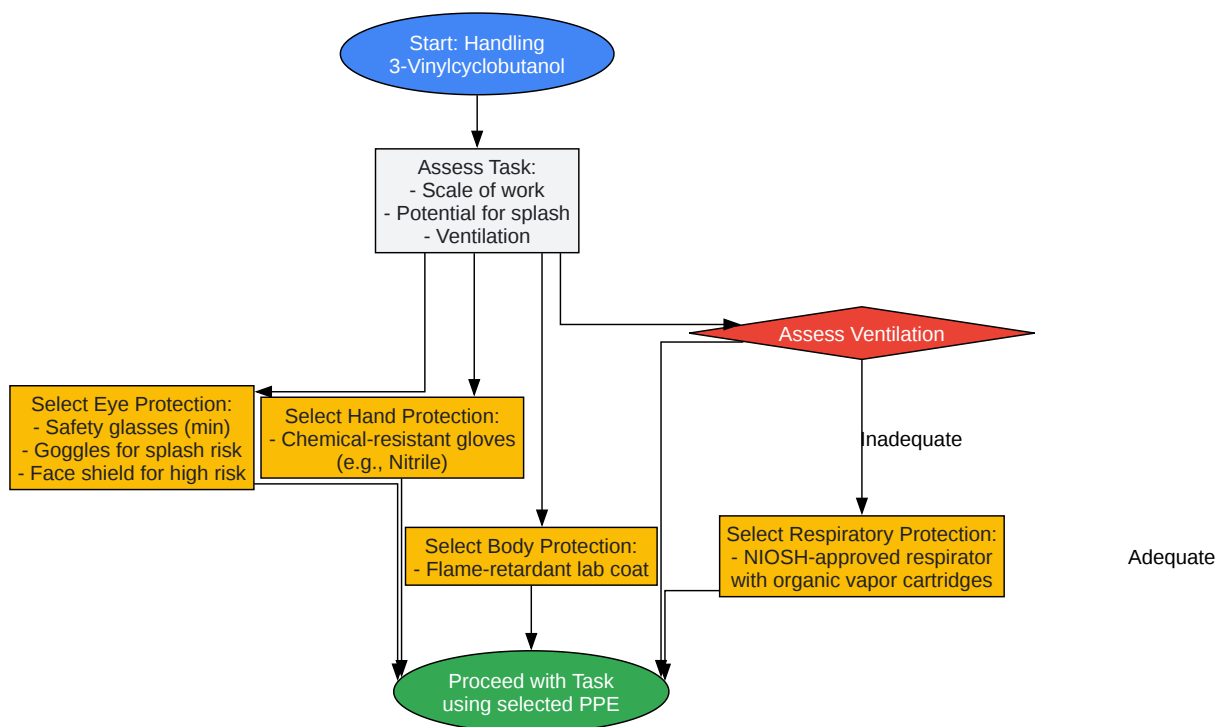 Start: Handling
3-Vinylcyclobutanol
Assess Task:
- Scale of work
- Potential for splash
- Ventilation
Assess Ventilation
Select Eye Protection:
- Safety glasses (min)
- Goggles for splash risk
- Face shield for high risk
Select Hand Protection:
- Chemical-resistant gloves
(e.g., Nitrile)
Inadequate
Select Body Protection:
- Flame-retardant lab coat
Select Respiratory Protection:
- NIOSH-approved respirator
with organic vapor cartridges
Adequate
Proceed with Task
using selected PPE